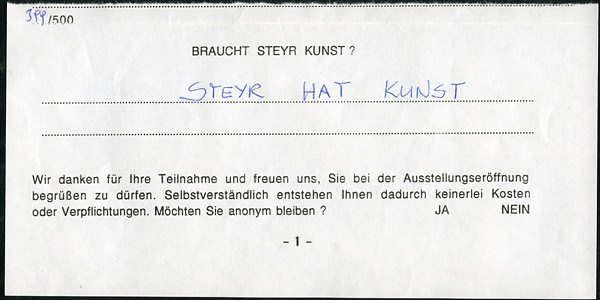 399/500
BRAUCHT STEYR KUNST ?
STEYR HAT KUNST
Wir danken für Ihre Teilnahme und freuen uns, Sie bei der Ausstellungseröffnung
begrüßen zu dürfen. Selbstverständlich entstehen Ihnen dadurch keinerlei Kosten
oder Verpflichtungen. Möchten Sie anonym bleiben ? JA NEIN
- 1 -